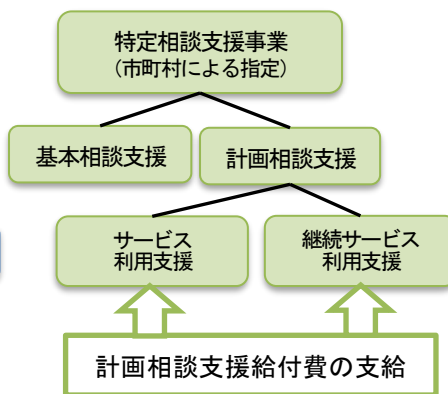 特定相談支援事業
（市町村による指定）
基本相談支援
計画相談支援
サービス
利用支援
継続サービス
利用支援
計画相談支援給付費の支給